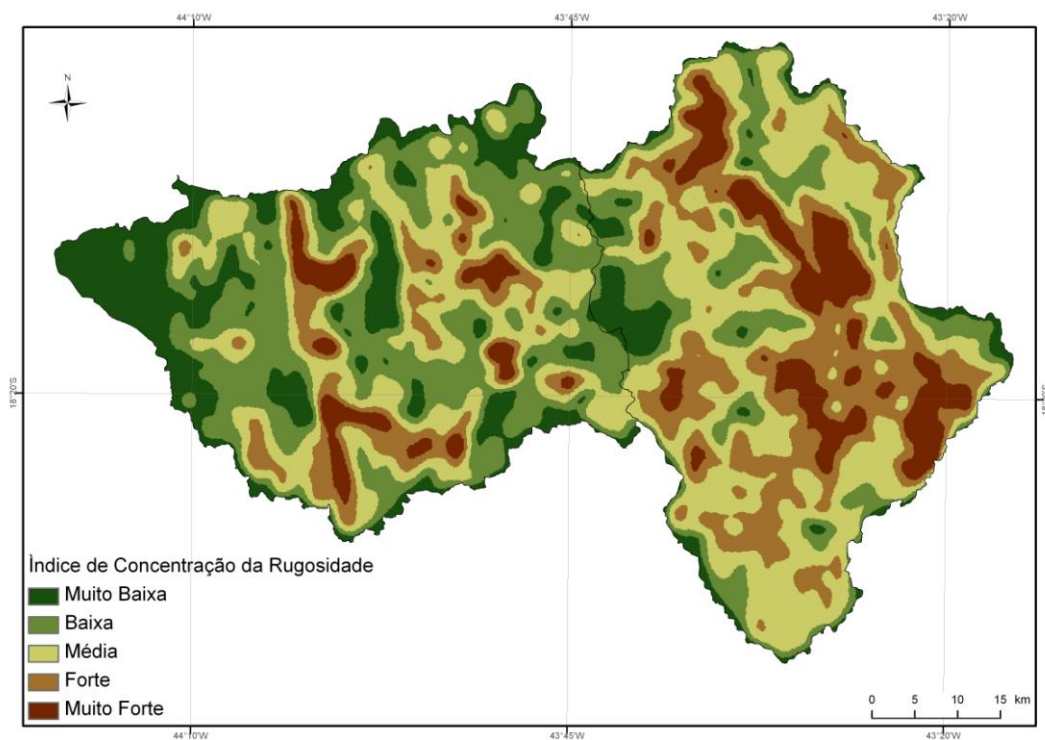 44°10'W 43°45'W 43°20'W
N
18°20'S
Índice de Concentração da Rugosidade
Muito Baixa
Baixa
Média
Forte
Muito Forte
0 5 10 15 km
44°10'W 43°45'W 43°20'W